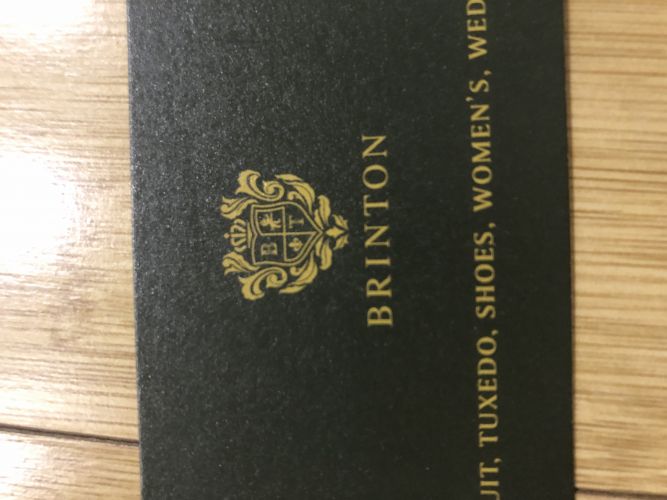 B
T
BRINTON
UIT, TUXEDO, SHOES, WOMEN'S, WED